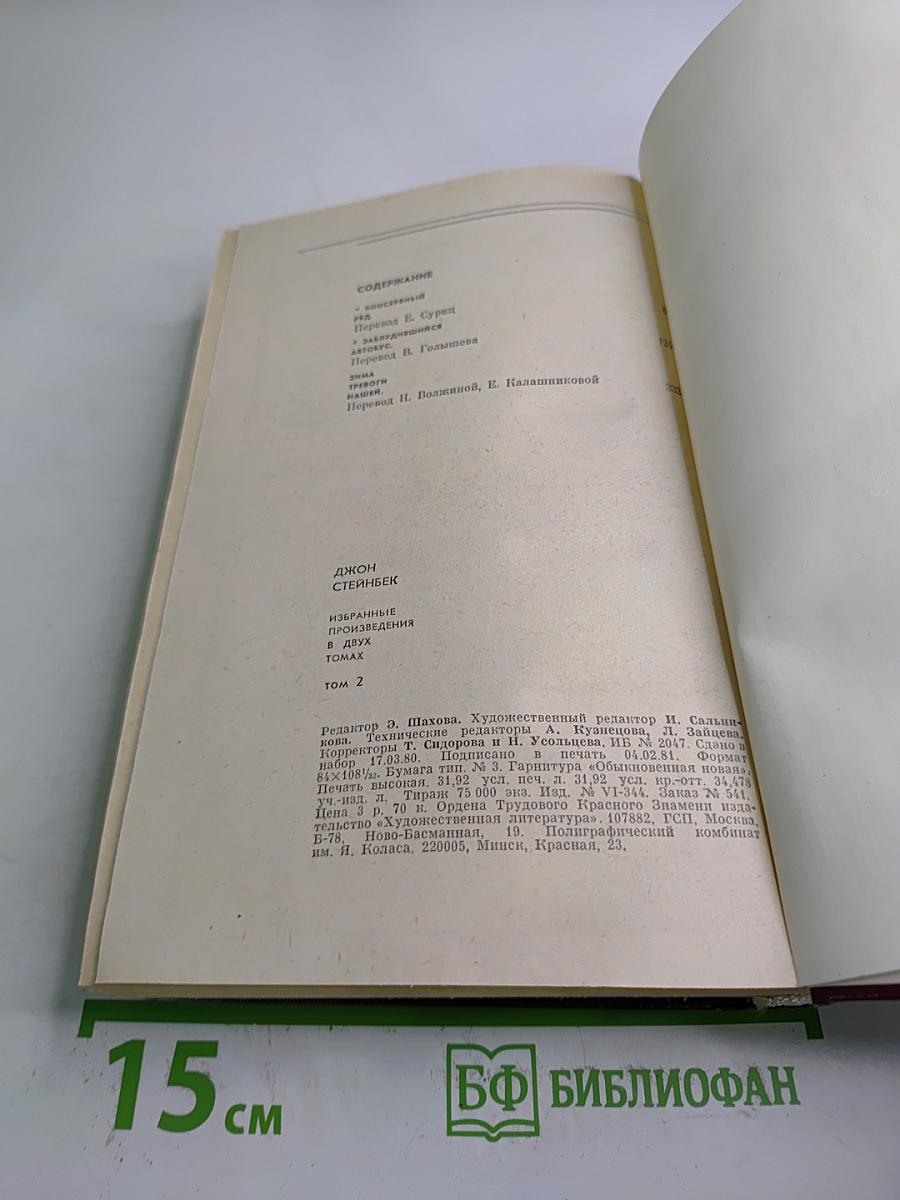 СОДЕРЖАНИЕ
* КОНСЕРВНЫЙ
РЯД.
Перевод Е. Суриц
* ЗАБЛУДИВШИЙСЯ
АВТОБУС.
Перевод В. Голышева
124
ЗИМА
ТРЕВОГИ
НАШЕЙ.
Перевод Н. Волжиной, Е. Калашниковой
332
ДЖОН
СТЕЙНБЕК
ИЗБРАННЫЕ
ПРОИЗВЕДЕНИЯ
В ДВУХ
ТОМАХ
ТОМ 2
Редактор Э. Шахова. Художественный редактор И. Сальни-
кова. Технические редакторы А. Кузнецова, Л. Зайцева.
Корректоры Т. Сидорова и Н. Усольцева. ИБ № 2047. Сдано в
набор 17.03.80. Подписано в печать 04.02.81. Формат
84×108¹/₃₂. Бумага тип. № 3. Гарнитура «Обыкновенная новая».
Печать высокая. 31,92 усл. печ. л. 31,92 усл. кр.-отт. 34,478
уч.-изд. л. Тираж 75 000 экз. Изд. № VI-344. Заказ № 541.
Цена 3 р. 70 к. Ордена Трудового Красного Знамени изда-
тельство «Художественная литература». 107882, ГСП, Москва,
Б-78, Ново-Басманная, 19. Полиграфический комбинат
им. Я. Коласа, 220005, Минск, Красная, 23.
15 см
БФ БИБЛИОФАН